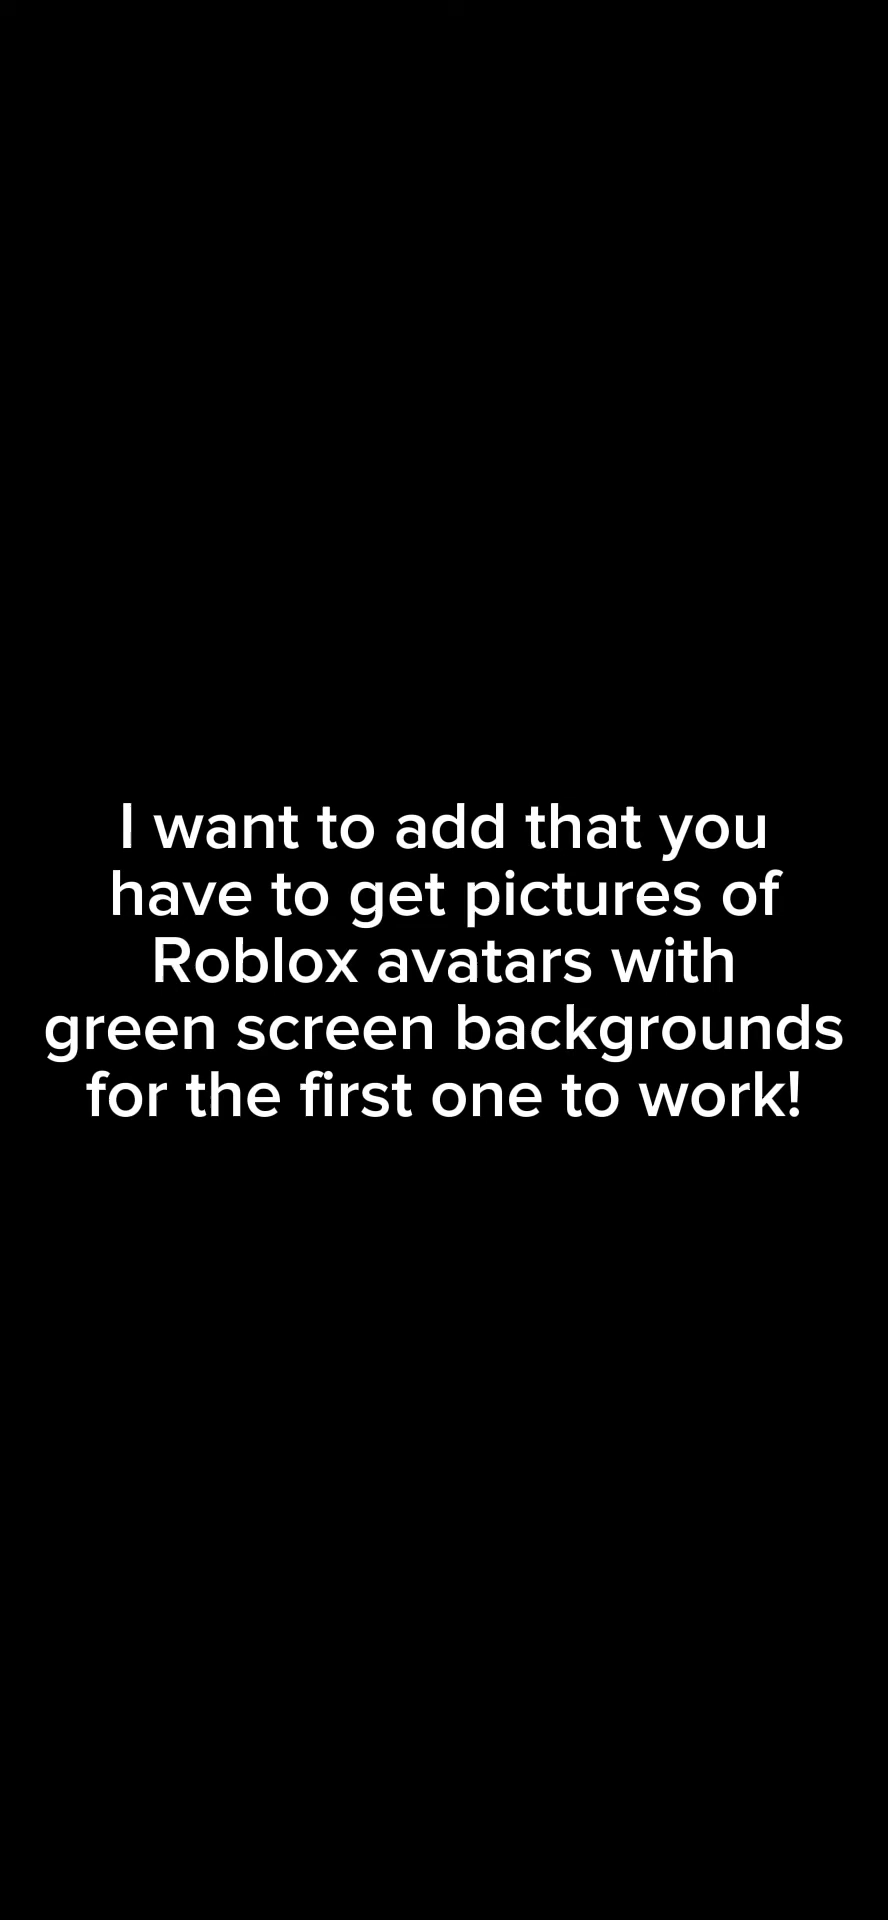 I want to add that you
have to get pictures of
Roblox avatars with
green screen backgrounds
for the first one to work!